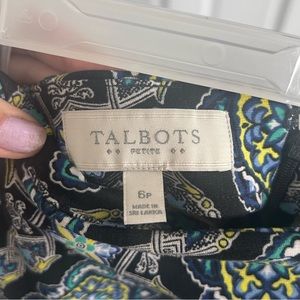 TALBOTS
PETITE
6P
MADE IN
SRI LANKA